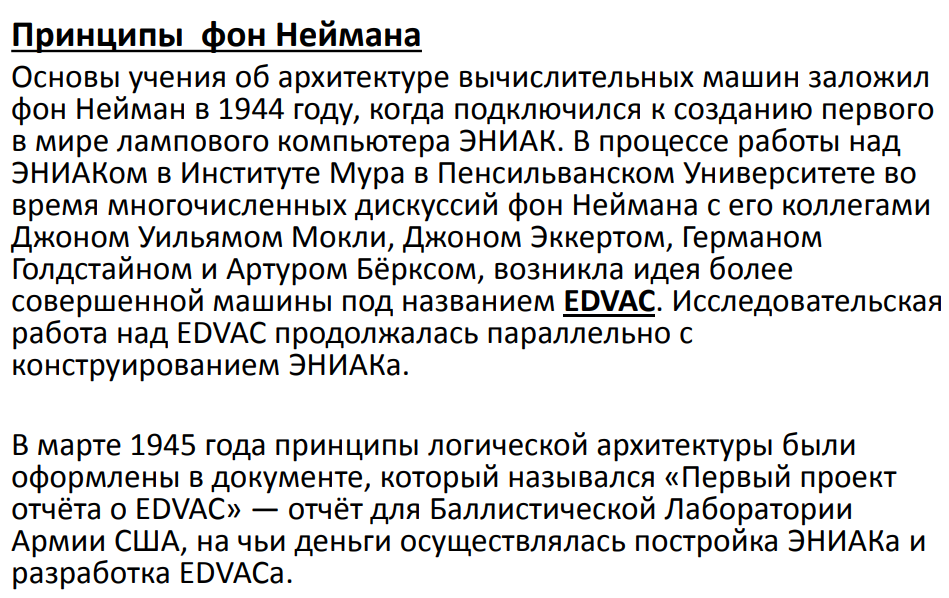 Принципы фон Неймана
Основы учения об архитектуре вычислительных машин заложил
фон Нейман в 1944 году, когда подключился к созданию первого
в мире лампового компьютера ЭНИАК. В процессе работы над
ЭНИАКом в Институте Мура в Пенсильванском Университете во
время многочисленных дискуссий фон Неймана с его коллегами
Джоном Уильямом Мокли, Джоном Эккертом, Германом
Голдстайном и Артуром Бёрксом, возникла идея более
совершенной машины под названием EDVAC. Исследовательская
работа над EDVAC продолжалась параллельно с
конструированием ЭНИАКа.
В марте 1945 года принципы логической архитектуры были
оформлены в документе, который назывался «Первый проект
отчёта о EDVAC» — отчёт для Баллистической Лаборатории
Армии США, на чьи деньги осуществлялась постройка ЭНИАКа и
разработка EDVACа.